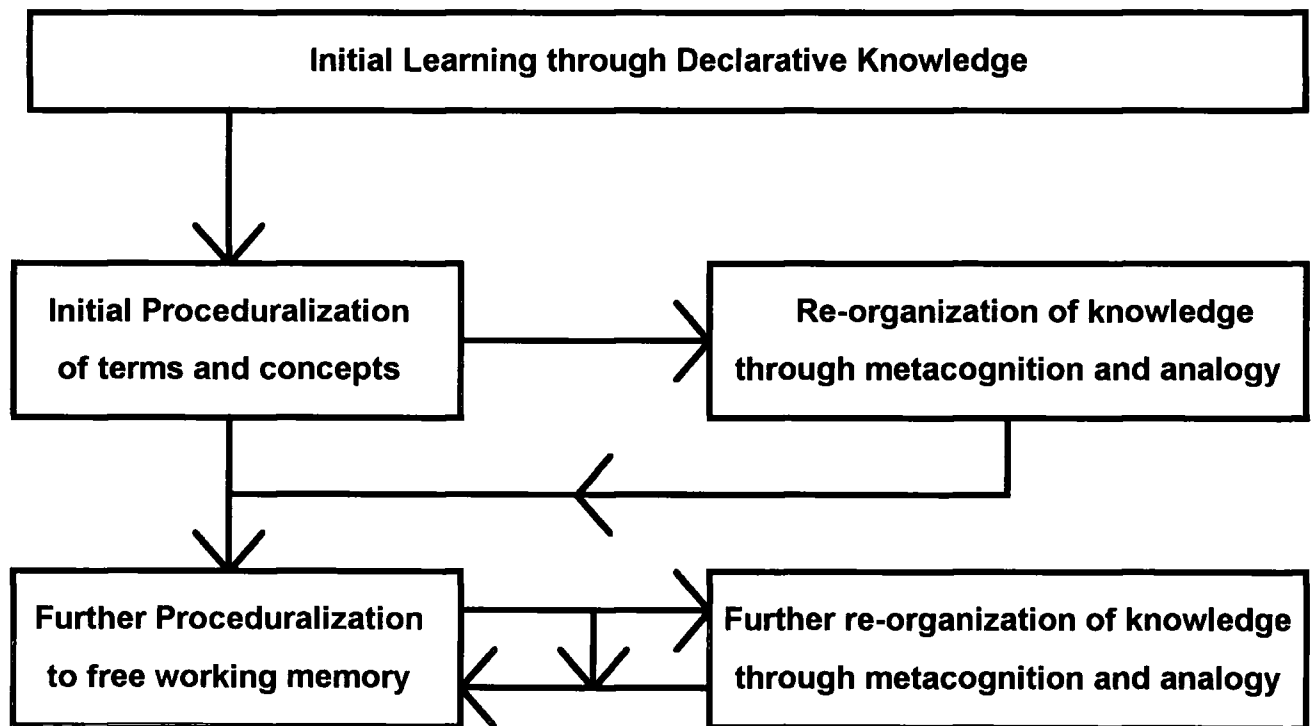 Initial Learning through Declarative Knowledge
Initial Proceduralization
of terms and concepts
Re-organization of knowledge
through metacognition and analogy
Further Proceduralization
to free working memory
Further re-organization of knowledge
through metacognition and analogy